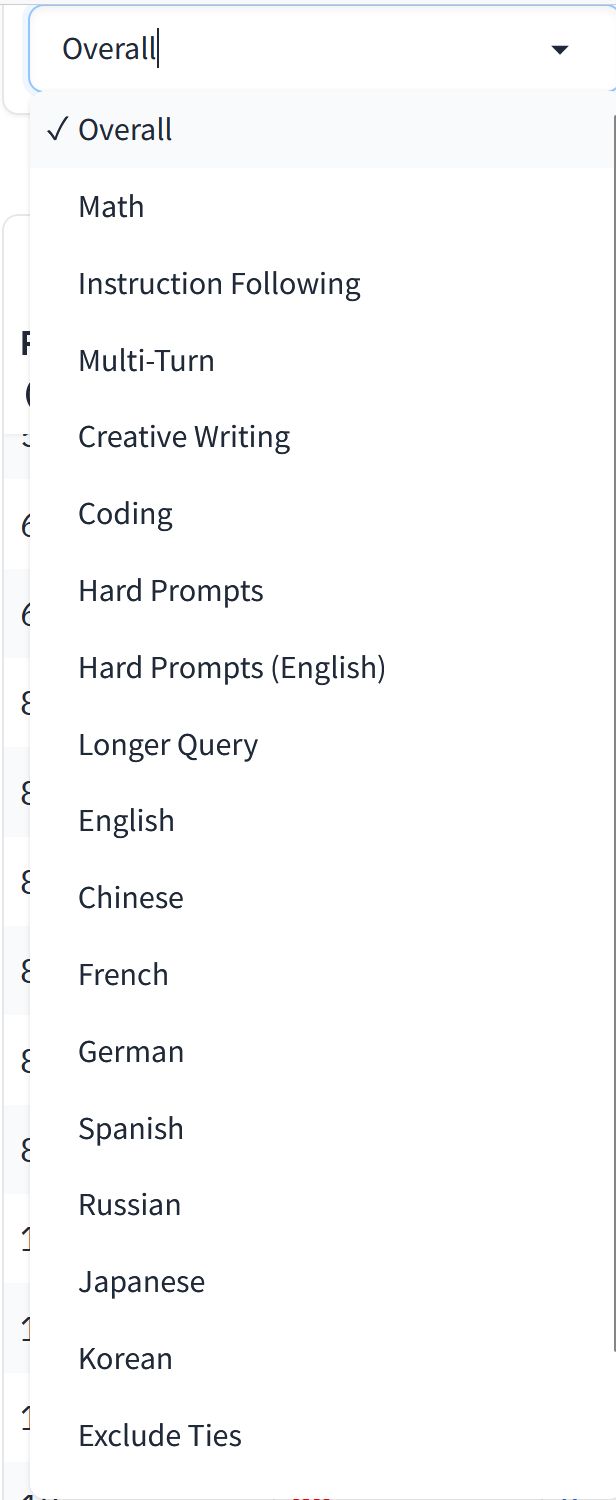 Overall
✓ Overall
Math
Instruction Following
Multi-Turn
Creative Writing
Coding
Hard Prompts
Hard Prompts (English)
Longer Query
English
Chinese
French
German
Spanish
Russian
Japanese
Korean
Exclude Ties